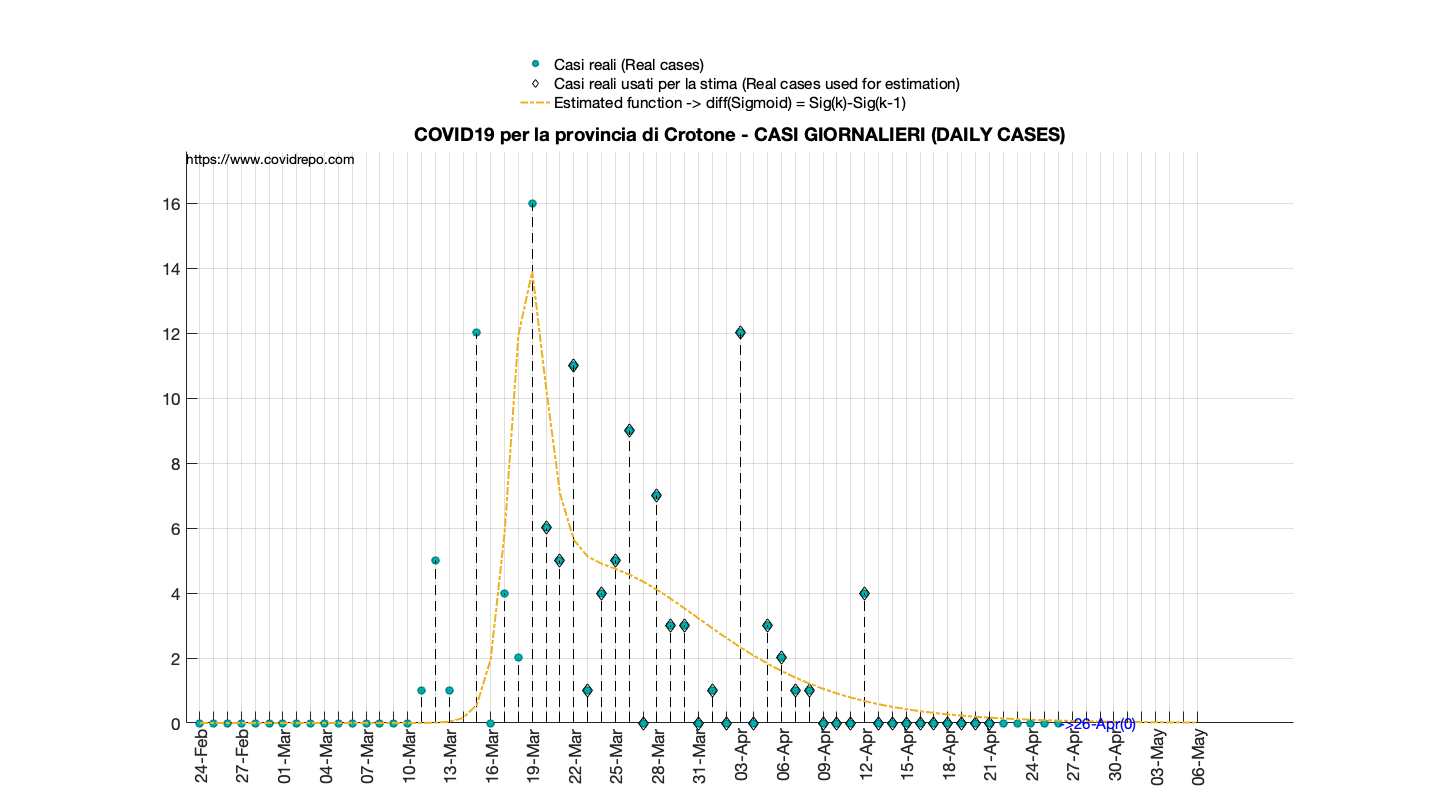 Casi reali (Real cases)
Casi reali usati per la stima (Real cases used for estimation)
Estimated function -> diff(Sigmoid) = Sig(k)-Sig(k-1)
COVID19 per la provincia di Crotone - CASI GIORNALIERI (DAILY CASES)
https://www.covidrepo.com
16
14
12
10
8
6
4
2
0
->26-Apr(0)
24-Feb
27-Feb
01-Mar
04-Mar
07-Mar
10-Mar
13-Mar
16-Mar
19-Mar
22-Mar
25-Mar
28-Mar
31-Mar
03-Apr
06-Apr
09-Apr
12-Apr
15-Apr
18-Apr
21-Apr
24-Apr
27-Apr
30-Apr
03-May
06-May